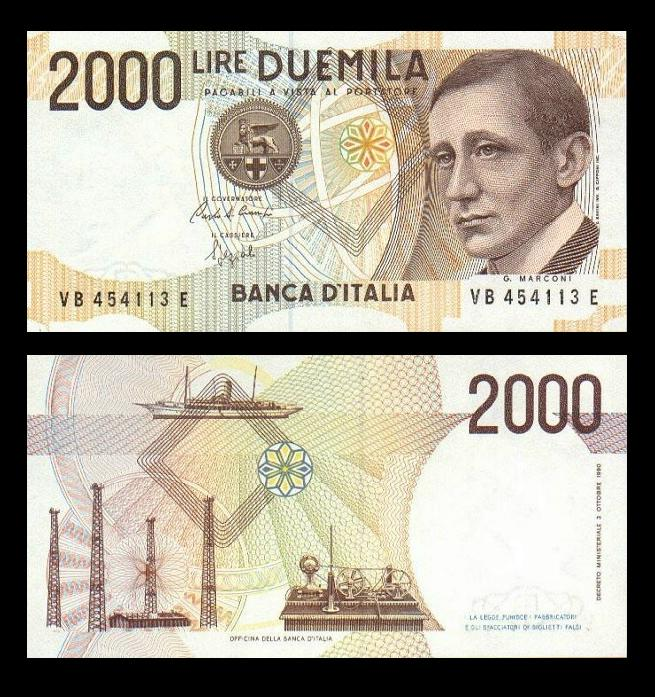 2000 LIRE DUEMILA
PAGABILI A VISTA AL PORTATORE
IL GOVERNATORE
IL CASSIERE
G. MARCONI
VB 454113 E
BANCA D'ITALIA
VB 454113 E
2000
DECRETO MINISTERIALE 3 OTTOBRE 1990
LA LEGGE PUNISCE I FABBRICATORI
E GLI SPACCIATORI DI BIGLIETTI FALSI
OFFICINA DELLA BANCA D'ITALIA